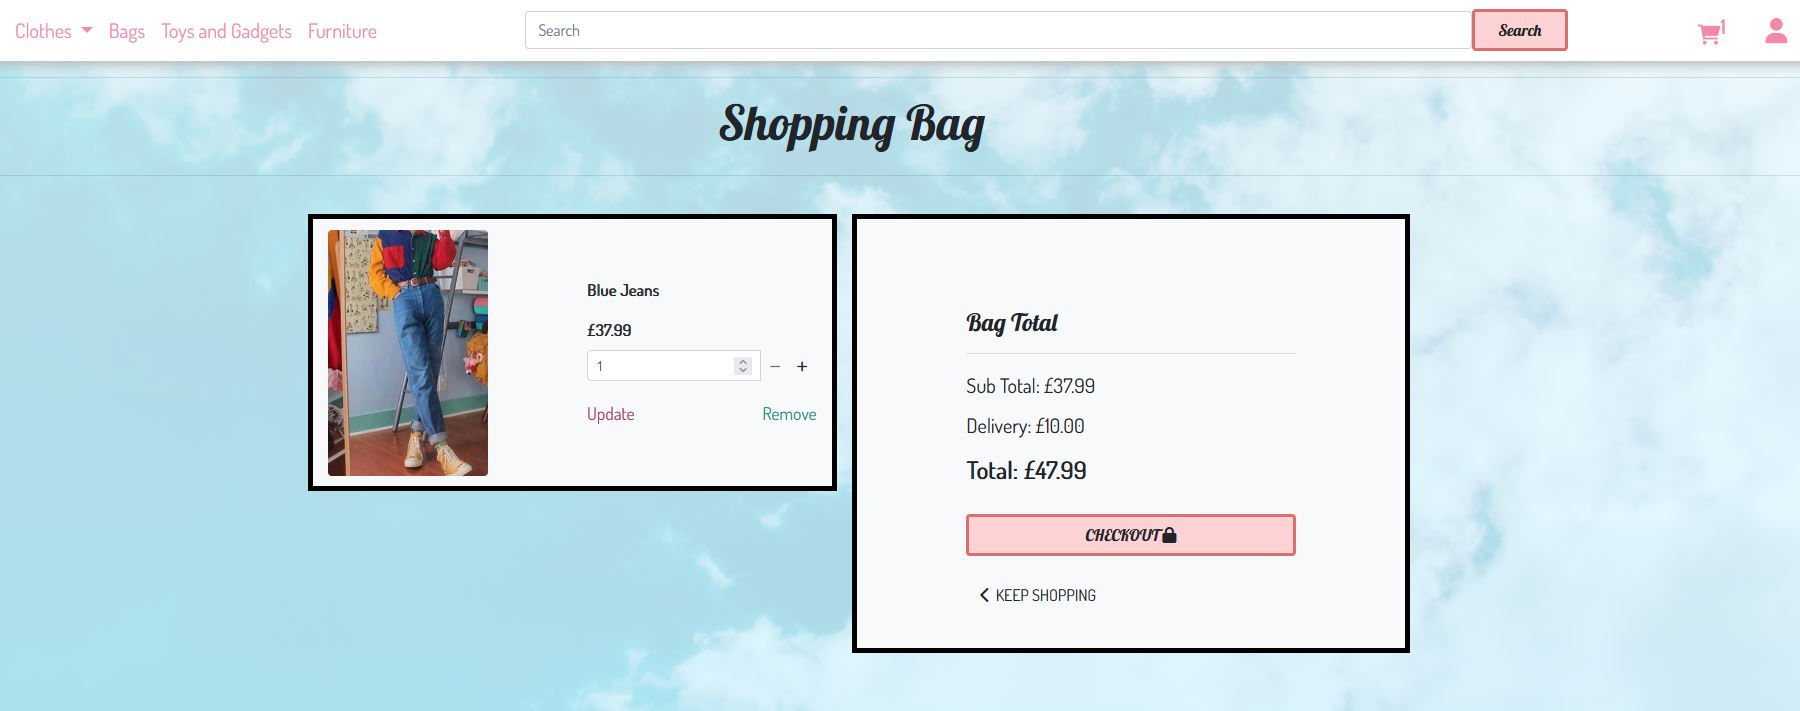 Clothes Bags Toys and Gadgets Furniture Search Search 1
Shopping Bag
Blue Jeans
£37.99
1 − +
Update Remove
Bag Total
Sub Total: £37.99
Delivery: £10.00
Total: £47.99
CHECKOUT
KEEP SHOPPING